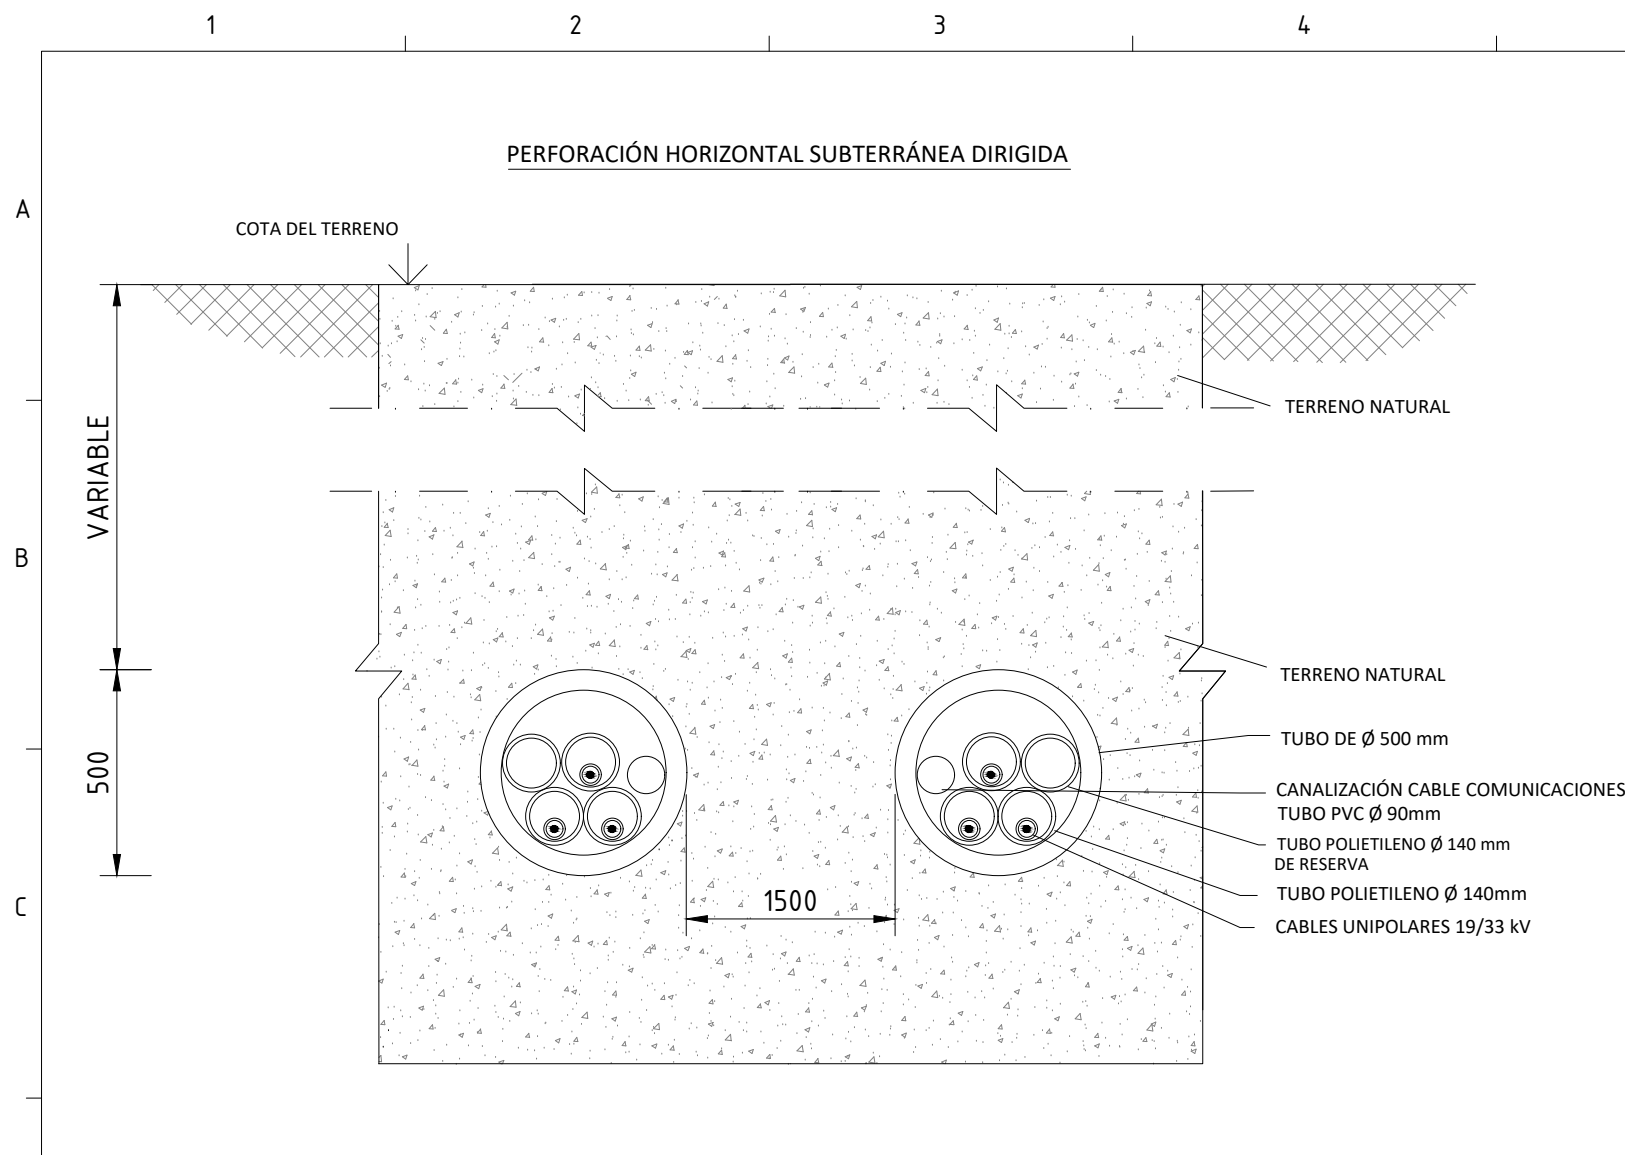 1 2 3 4
PERFORACIÓN HORIZONTAL SUBTERRÁNEA DIRIGIDA
A
COTA DEL TERRENO
TERRENO NATURAL
VARIABLE
B
TERRENO NATURAL
TUBO DE Ø 500 mm
500
CANALIZACIÓN CABLE COMUNICACIONES
TUBO PVC Ø 90mm
TUBO POLIETILENO Ø 140 mm
DE RESERVA
TUBO POLIETILENO Ø 140mm
C
1500
CABLES UNIPOLARES 19/33 kV